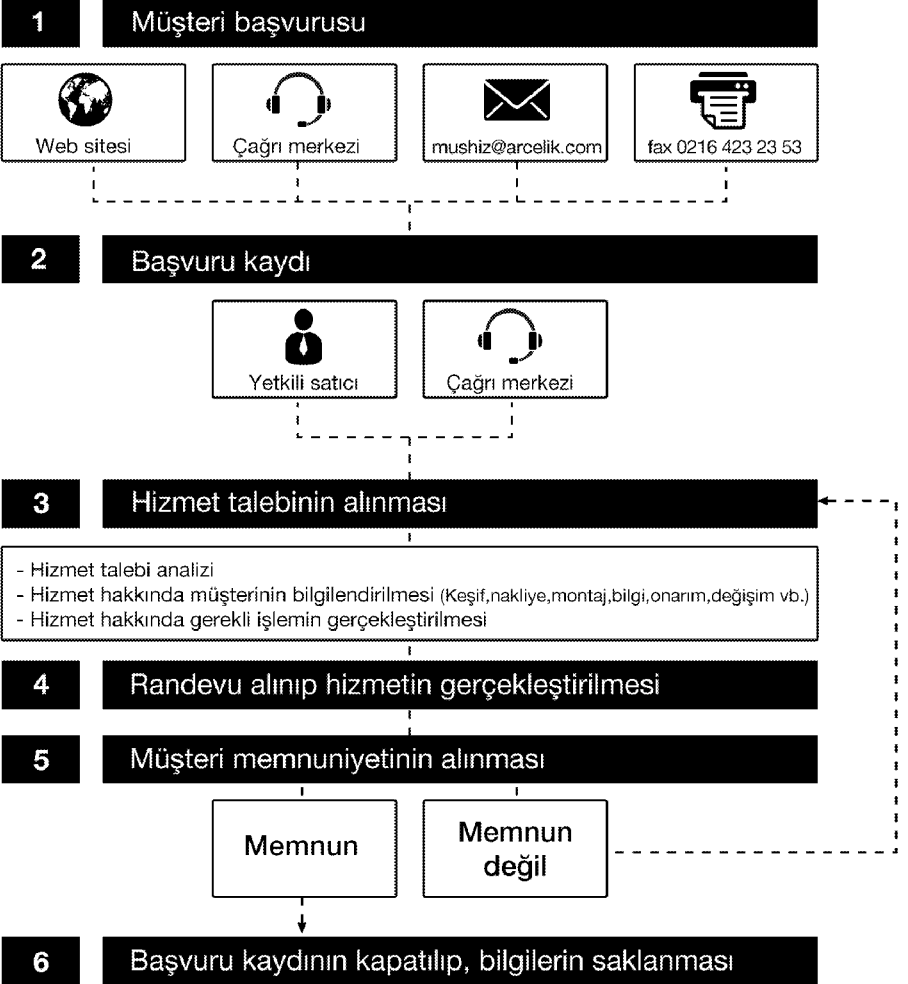 1 Müşteri başvurusu
Web sitesi
Çağrı merkezi
mushiz@arcelik.com
fax 0216 423 23 53
2 Başvuru kaydı
Yetkili satıcı
Çağrı merkezi
3 Hizmet talebinin alınması
- Hizmet talebi analizi
- Hizmet hakkında müşterinin bilgilendirilmesi (Keşif,nakliye,montaj,bilgi,onarım,değişim vb.)
- Hizmet hakkında gerekli işlemin gerçekleştirilmesi
4 Randevu alınıp hizmetin gerçekleştirilmesi
5 Müşteri memnuniyetinin alınması
Memnun
Memnun
değil
6 Başvuru kaydının kapatılıp, bilgilerin saklanması